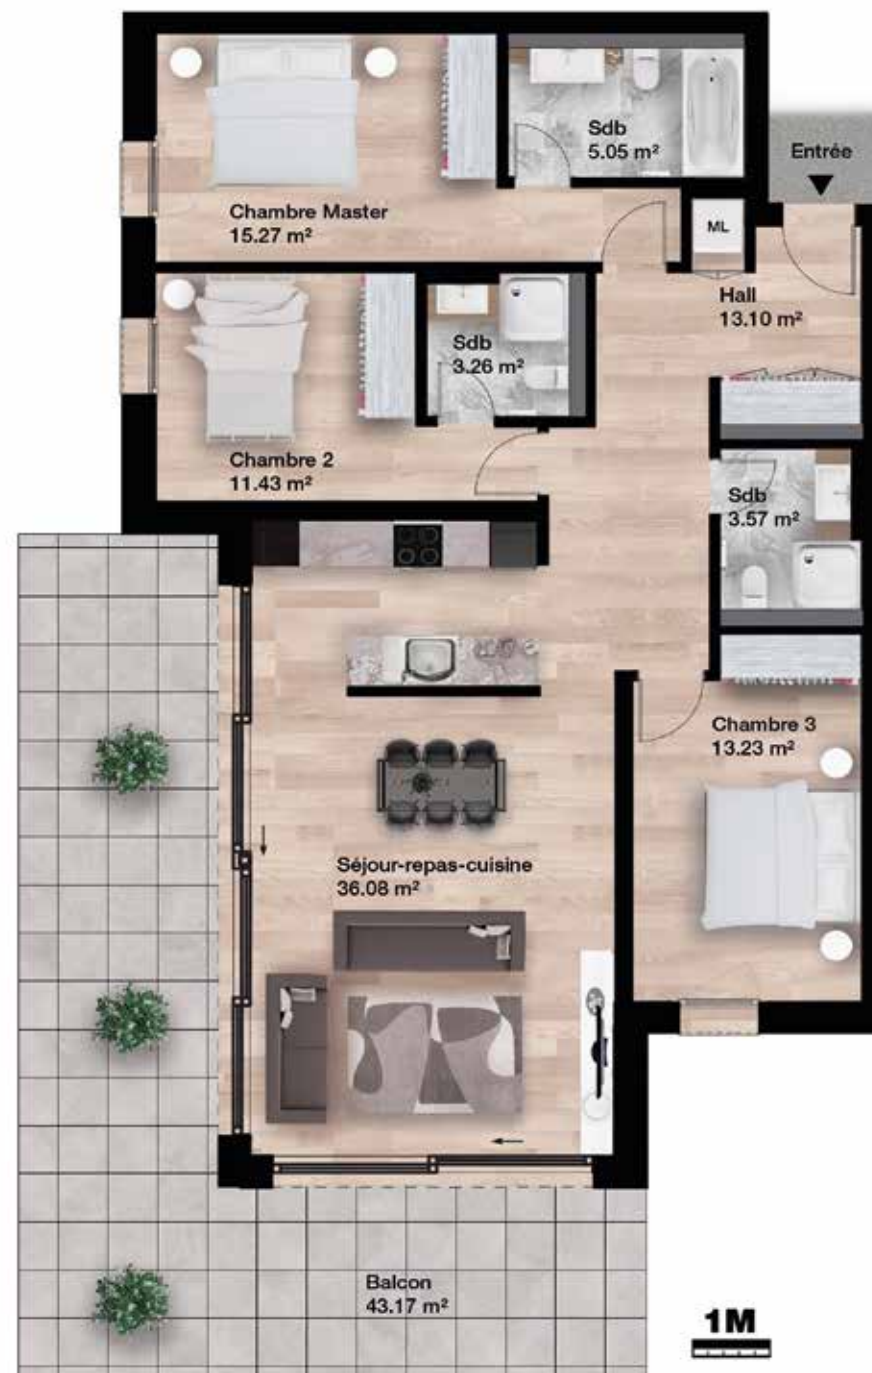 Sdb
5.05 m²
Entrée
Chambre Master
15.27 m²
ML
Hall
13.10 m²
Sdb
3.26 m²
Chambre 2
11.43 m²
Sdb
3.57 m²
Chambre 3
13.23 m²
Séjour-repas-cuisine
36.08 m²
Balcon
43.17 m²
1M